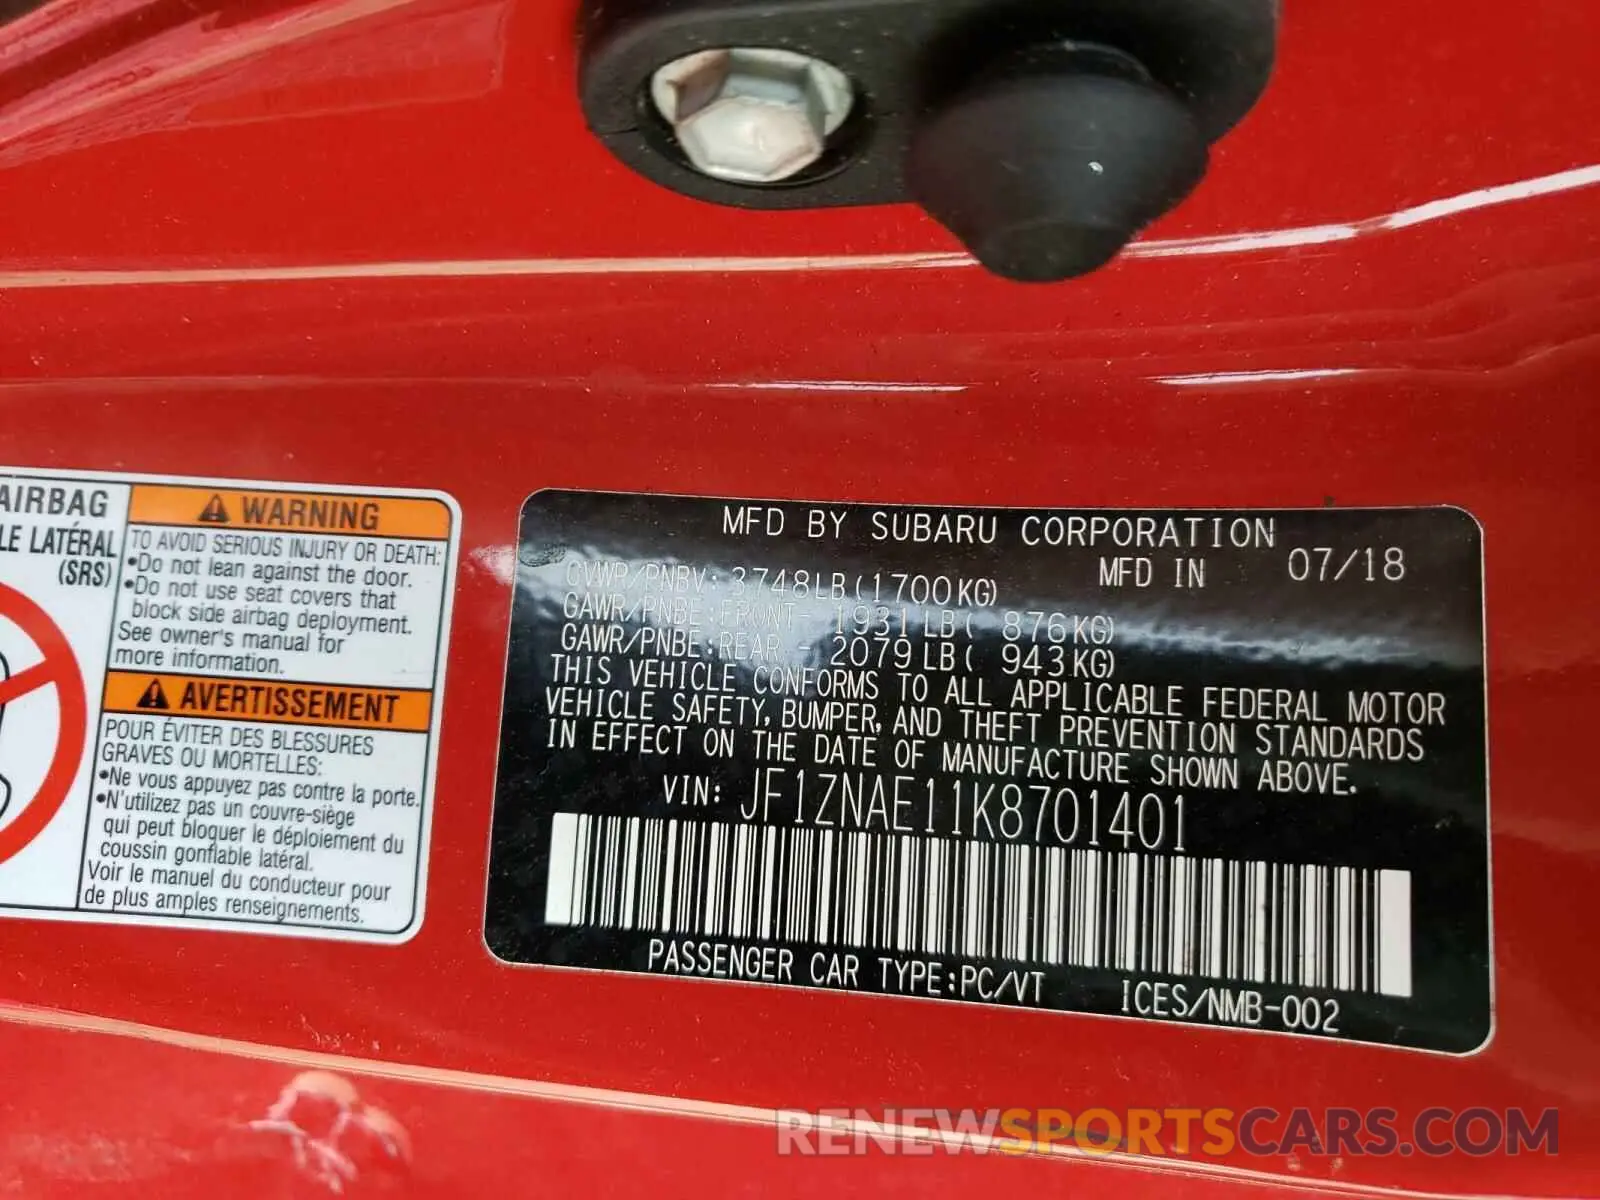 AIRBAG
LE LATÉRAL
(SRS)
WARNING
TO AVOID SERIOUS INJURY OR DEATH:
•Do not lean against the door.
•Do not use seat covers that
block side airbag deployment.
See owner's manual for
more information.
AVERTISSEMENT
POUR ÉVITER DES BLESSURES
GRAVES OU MORTELLES:
•Ne vous appuyez pas contre la porte.
•N'utilizez pas un couvre-siège
qui peut bloquer le déploiement du
coussin gonflable latéral.
Voir le manuel du conducteur pour
de plus amples renseignements.
MFD BY SUBARU CORPORATION
MFD IN 07/18
GVWR/PNBV: 3748LB(1700KG)
GAWR/PNBE:FRONT- 1931LB( 876KG)
GAWR/PNBE:REAR - 2079LB( 943KG)
THIS VEHICLE CONFORMS TO ALL APPLICABLE FEDERAL MOTOR
VEHICLE SAFETY, BUMPER, AND THEFT PREVENTION STANDARDS
IN EFFECT ON THE DATE OF MANUFACTURE SHOWN ABOVE.
VIN: JF1ZNAE11K8701401
PASSENGER CAR TYPE:PC/VT ICES/NMB-002
RENEWSPORTSCARS.COM